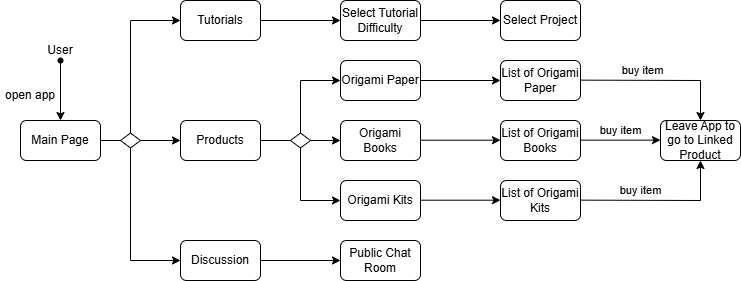 Tutorials
Select Tutorial
Difficulty
Select Project
User
open app
Main Page
Origami Paper
List of Origami
Paper
buy item
Products
Origami
Books
List of Origami
Books
buy item
Leave App to
go to Linked
Product
Origami Kits
List of Origami
Kits
buy item
Discussion
Public Chat
Room